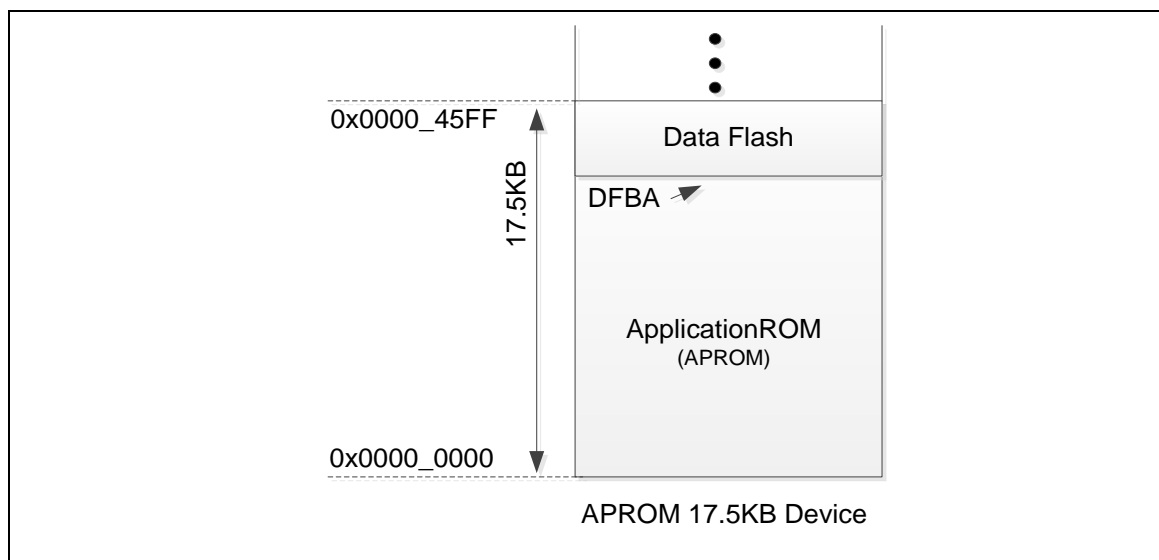 0x0000_45FF
Data Flash
17.5KB
DFBA
ApplicationROM
(APROM)
0x0000_0000
APROM 17.5KB Device